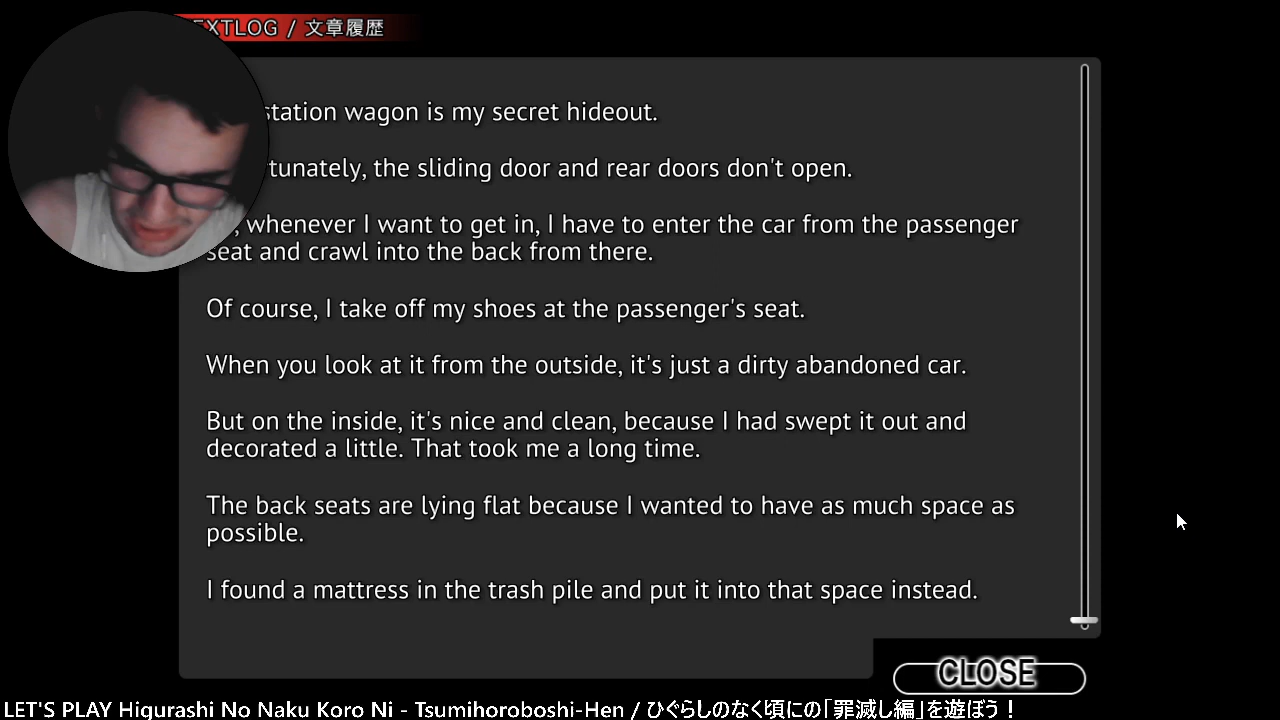 EXTLOG / 文章履歴
station wagon is my secret hideout.
tunately, the sliding door and rear doors don't open.
, whenever I want to get in, I have to enter the car from the passenger
seat and crawl into the back from there.
Of course, I take off my shoes at the passenger's seat.
When you look at it from the outside, it's just a dirty abandoned car.
But on the inside, it's nice and clean, because I had swept it out and
decorated a little. That took me a long time.
The back seats are lying flat because I wanted to have as much space as
possible.
I found a mattress in the trash pile and put it into that space instead.
CLOSE
LET'S PLAY Higurashi No Naku Koro Ni - Tsumihoroboshi-Hen / ひぐらしのなく頃にの「罪滅し編」を遊ぼう！